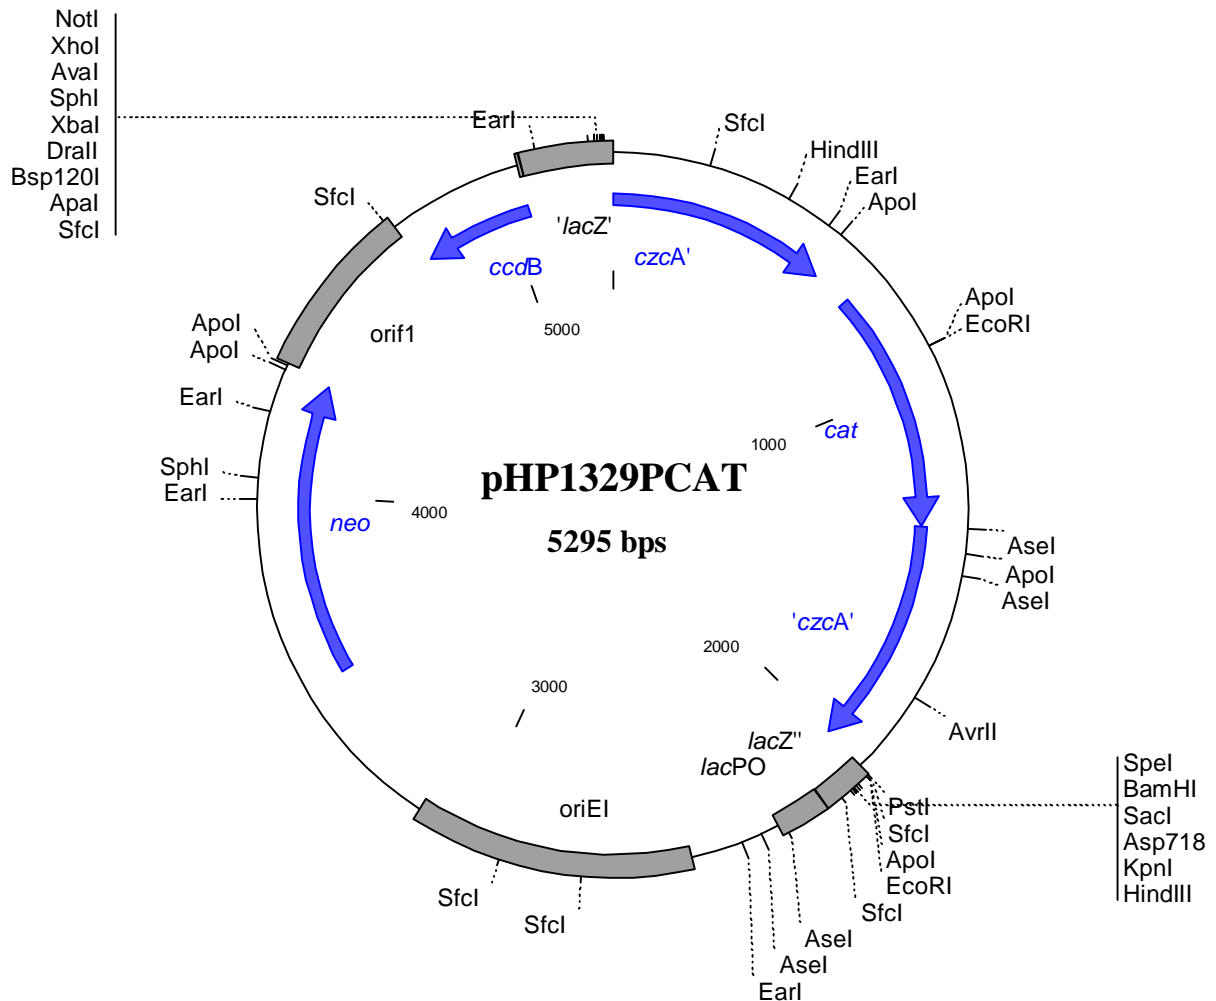 NotI
XhoI
AvaI
SphI
XbaI
DraII
Bsp120I
ApaI
SfcI
EarI
SfcI
HindIII
EarI
ApoI
SfcI
'lacZ'
czcA'
ccdB
5000
ApoI
EcoRI
orif1
ApoI
ApoI
EarI
SphI
EarI
neo
4000
1000
cat
pHP1329PCAT
5295 bps
AseI
ApoI
AseI
'czcA'
2000
3000
AvrII
lacZ''
lacPO
oriEI
PstI
SfcI
ApoI
EcoRI
SfcI
SpeI
BamHI
SacI
Asp718
KpnI
HindIII
SfcI
SfcI
AseI
AseI
EarI